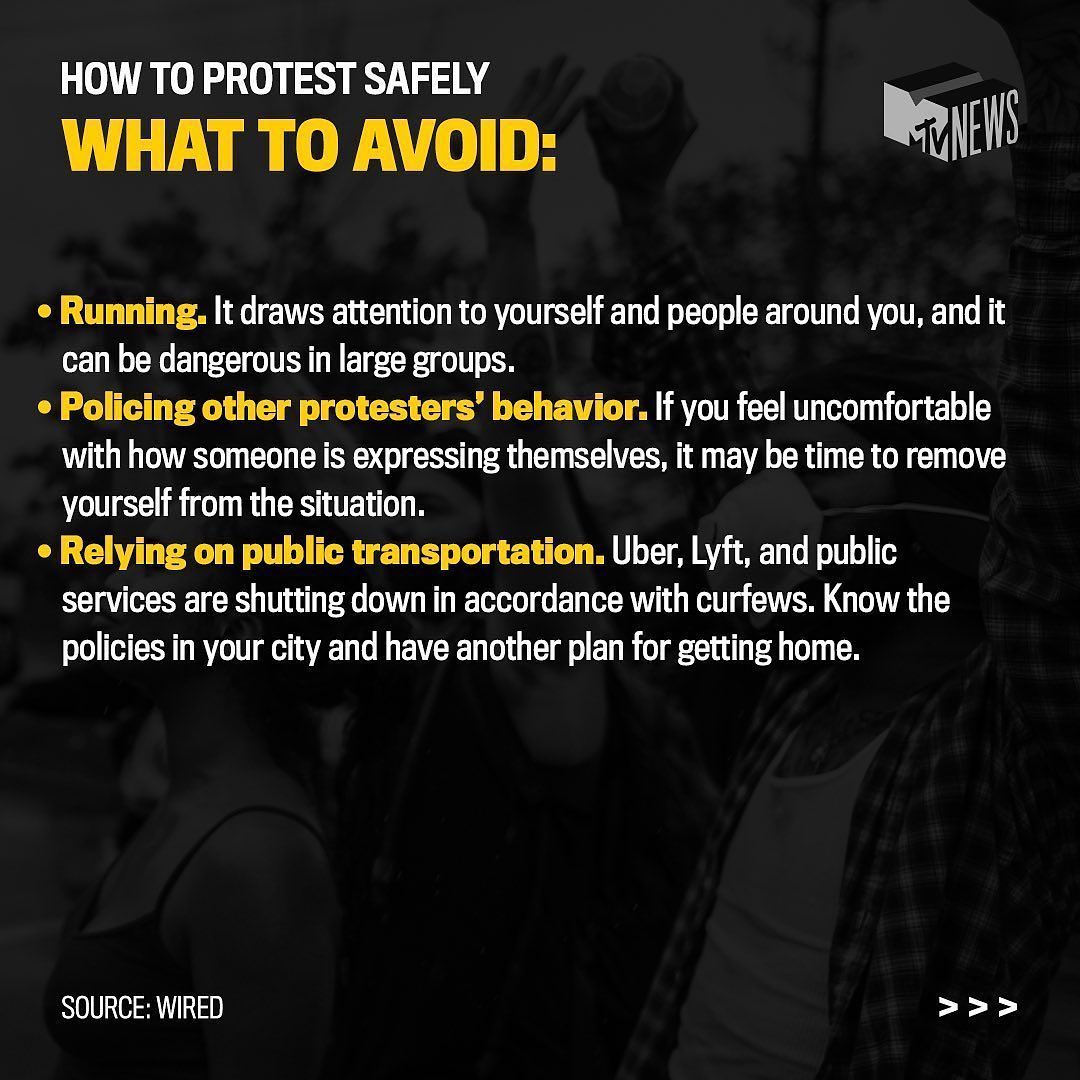 HOW TO PROTEST SAFELY
WHAT TO AVOID:
MTV NEWS
• Running. It draws attention to yourself and people around you, and it
can be dangerous in large groups.
• Policing other protesters’ behavior. If you feel uncomfortable
with how someone is expressing themselves, it may be time to remove
yourself from the situation.
• Relying on public transportation. Uber, Lyft, and public
services are shutting down in accordance with curfews. Know the
policies in your city and have another plan for getting home.
SOURCE: WIRED
> > >